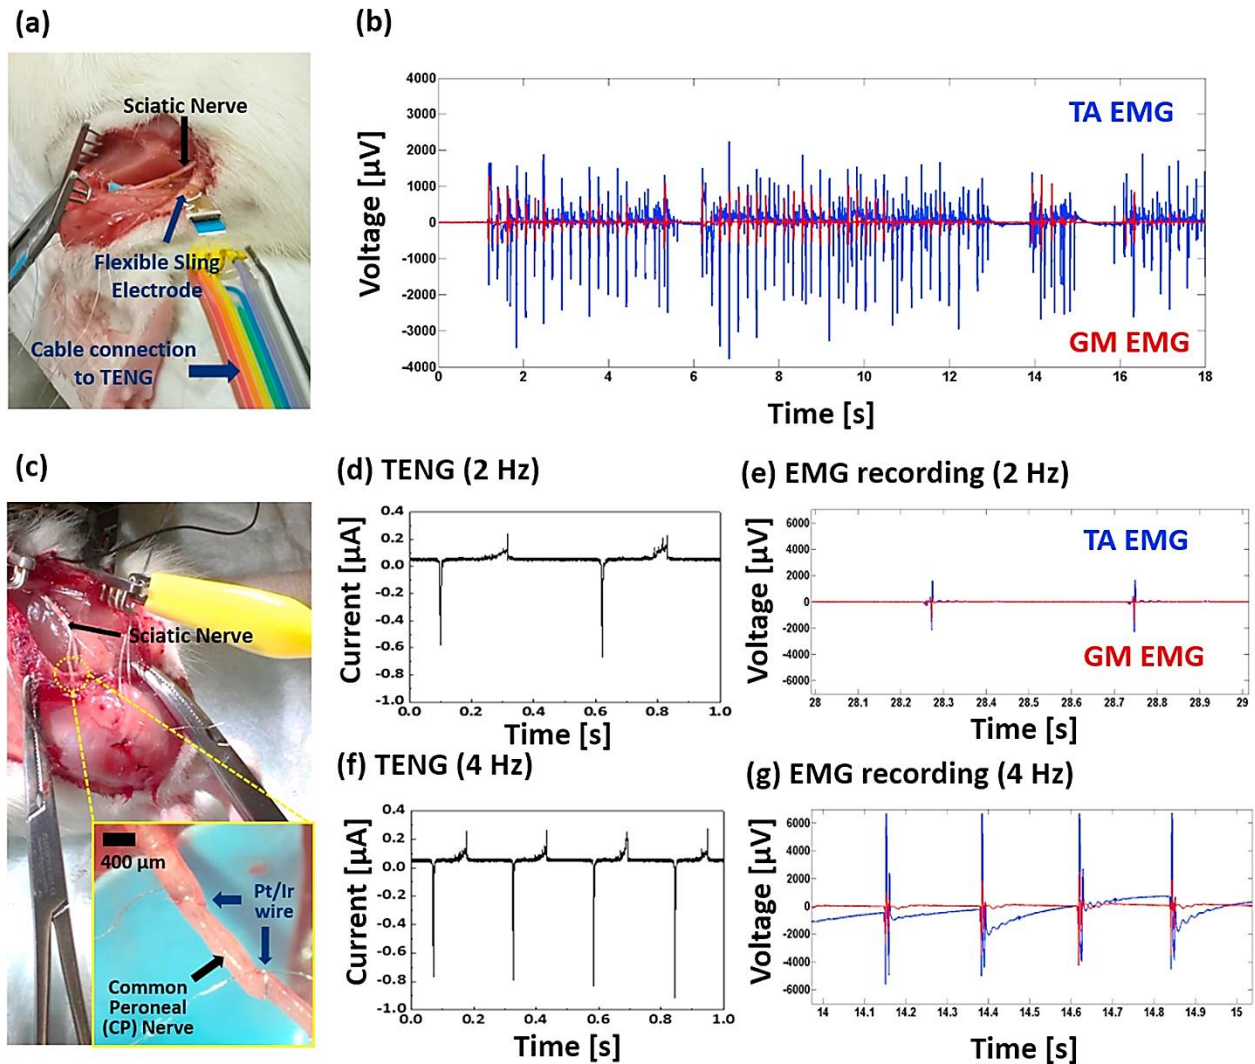 (a)
Sciatic Nerve
Flexible Sling
Electrode
Cable connection
to TENG
(b)
4000
3000
2000
1000
0
-1000
-2000
-3000
-4000
Voltage [µV]
TA EMG
GM EMG
0 2 4 6 8 10 12 14 16 18
Time [s]
(c)
Sciatic Nerve
400 µm
Pt/Ir
wire
Common
Peroneal
(CP) Nerve
(d) TENG (2 Hz)
0.4
0.2
0.0
-0.2
-0.4
-0.6
-0.8
-1.0
Current [µA]
0.0 0.2 0.4 0.6 0.8 1.0
Time [s]
(e) EMG recording (2 Hz)
6000
4000
2000
0
-2000
-4000
-6000
Voltage [µV]
TA EMG
GM EMG
28 28.1 28.2 28.3 28.4 28.5 28.6 28.7 28.8 28.9 29
Time [s]
(f) TENG (4 Hz)
0.4
0.2
0.0
-0.2
-0.4
-0.6
-0.8
-1.0
Current [µA]
0.0 0.2 0.4 0.6 0.8 1.0
Time [s]
(g) EMG recording (4 Hz)
6000
4000
2000
0
-2000
-4000
-6000
Voltage [µV]
14 14.1 14.2 14.3 14.4 14.5 14.6 14.7 14.8 14.9 15
Time [s]